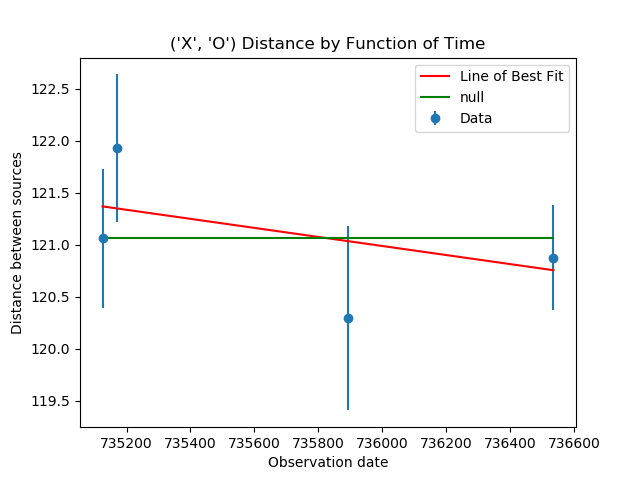 ('X', 'O') Distance by Function of Time
Line of Best Fit
null
Data
Distance between sources
122.5
122.0
121.5
121.0
120.5
120.0
119.5
735200 735400 735600 735800 736000 736200 736400 736600
Observation date